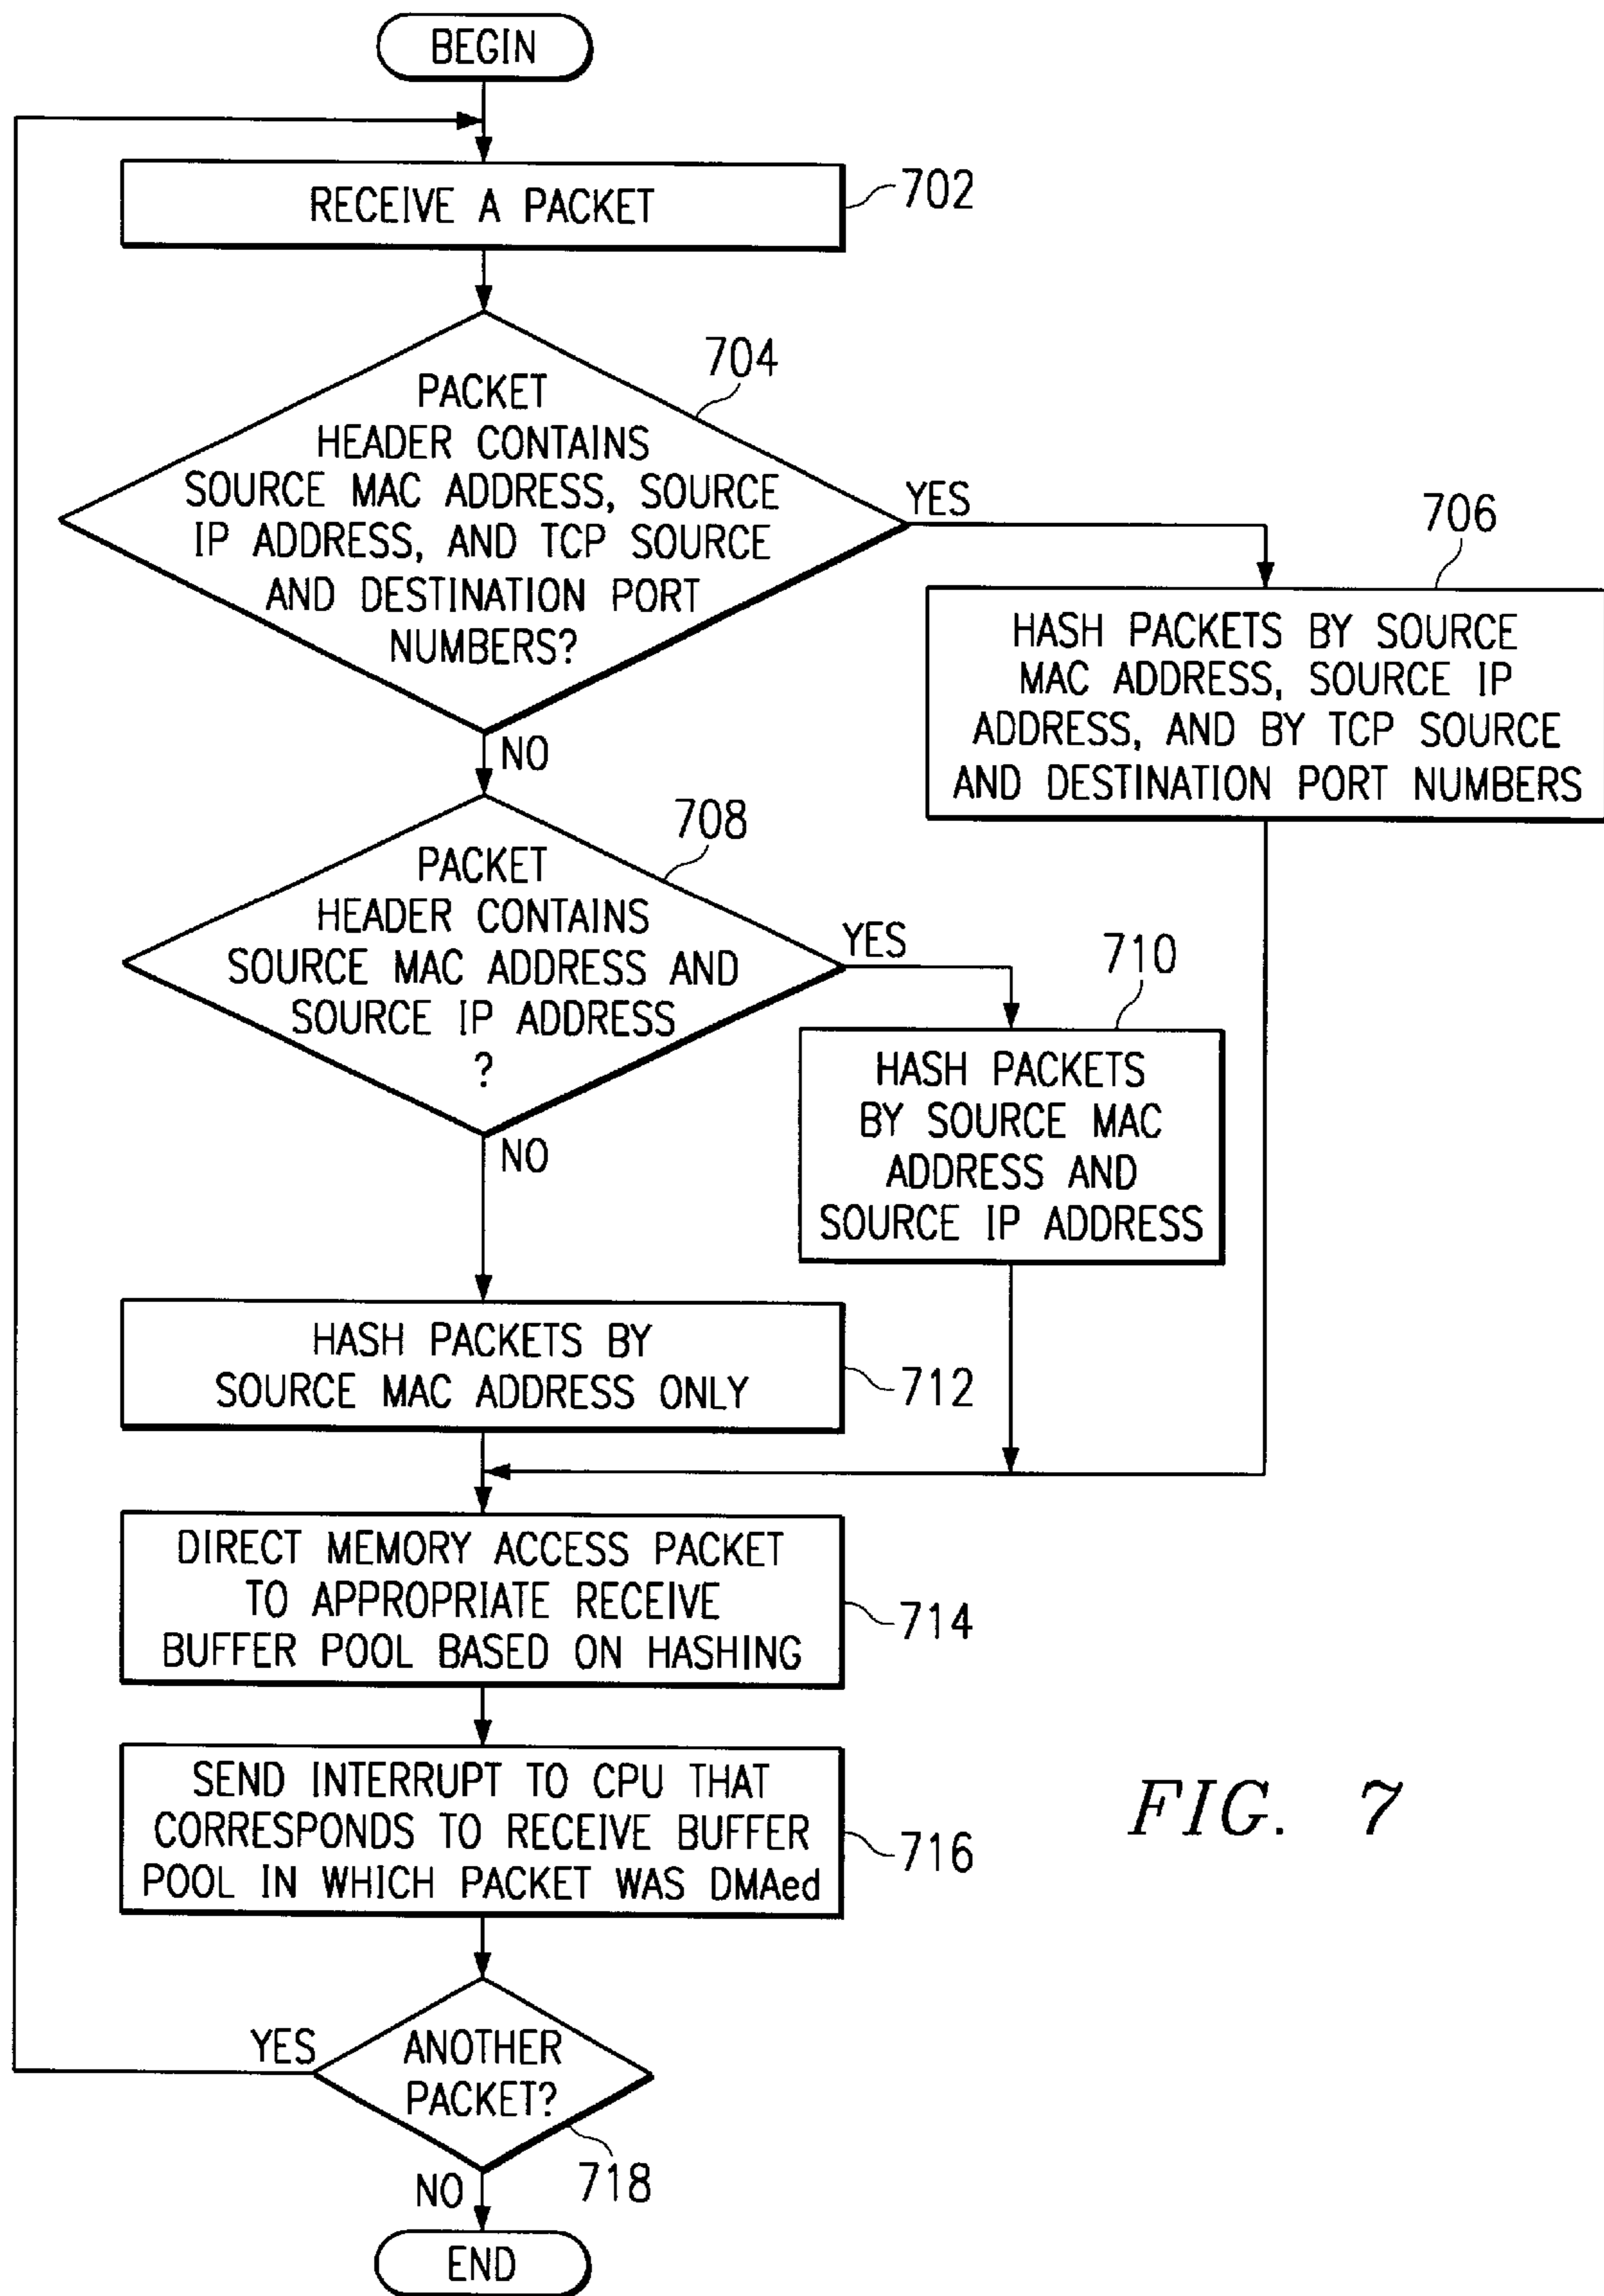 BEGIN
RECEIVE A PACKET
702
704
PACKET
HEADER CONTAINS
SOURCE MAC ADDRESS, SOURCE
IP ADDRESS, AND TCP SOURCE
AND DESTINATION PORT
NUMBERS?
YES
706
HASH PACKETS BY SOURCE
MAC ADDRESS, SOURCE IP
ADDRESS, AND BY TCP SOURCE
AND DESTINATION PORT NUMBERS
NO
708
PACKET
HEADER CONTAINS
SOURCE MAC ADDRESS AND
SOURCE IP ADDRESS
?
YES
710
HASH PACKETS
BY SOURCE MAC
ADDRESS AND
SOURCE IP ADDRESS
NO
HASH PACKETS BY
SOURCE MAC ADDRESS ONLY
712
DIRECT MEMORY ACCESS PACKET
TO APPROPRIATE RECEIVE
BUFFER POOL BASED ON HASHING
714
SEND INTERRUPT TO CPU THAT
CORRESPONDS TO RECEIVE BUFFER
POOL IN WHICH PACKET WAS DMAed
716
FIG. 7
YES
ANOTHER
PACKET?
718
NO
END